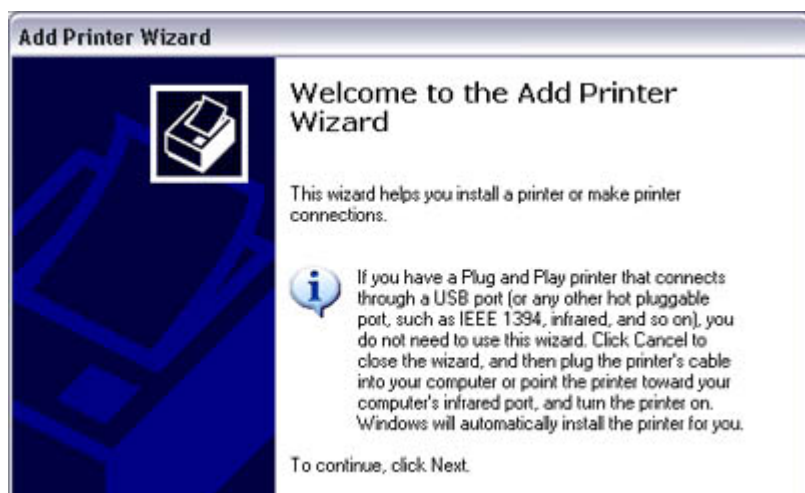 Add Printer Wizard
Welcome to the Add Printer
Wizard
This wizard helps you install a printer or make printer
connections.
If you have a Plug and Play printer that connects
through a USB port (or any other hot pluggable
port, such as IEEE 1394, infrared, and so on), you
do not need to use this wizard. Click Cancel to
close the wizard, and then plug the printer's cable
into your computer or point the printer toward your
computer's infrared port, and turn the printer on.
Windows will automatically install the printer for you.
To continue, click Next.